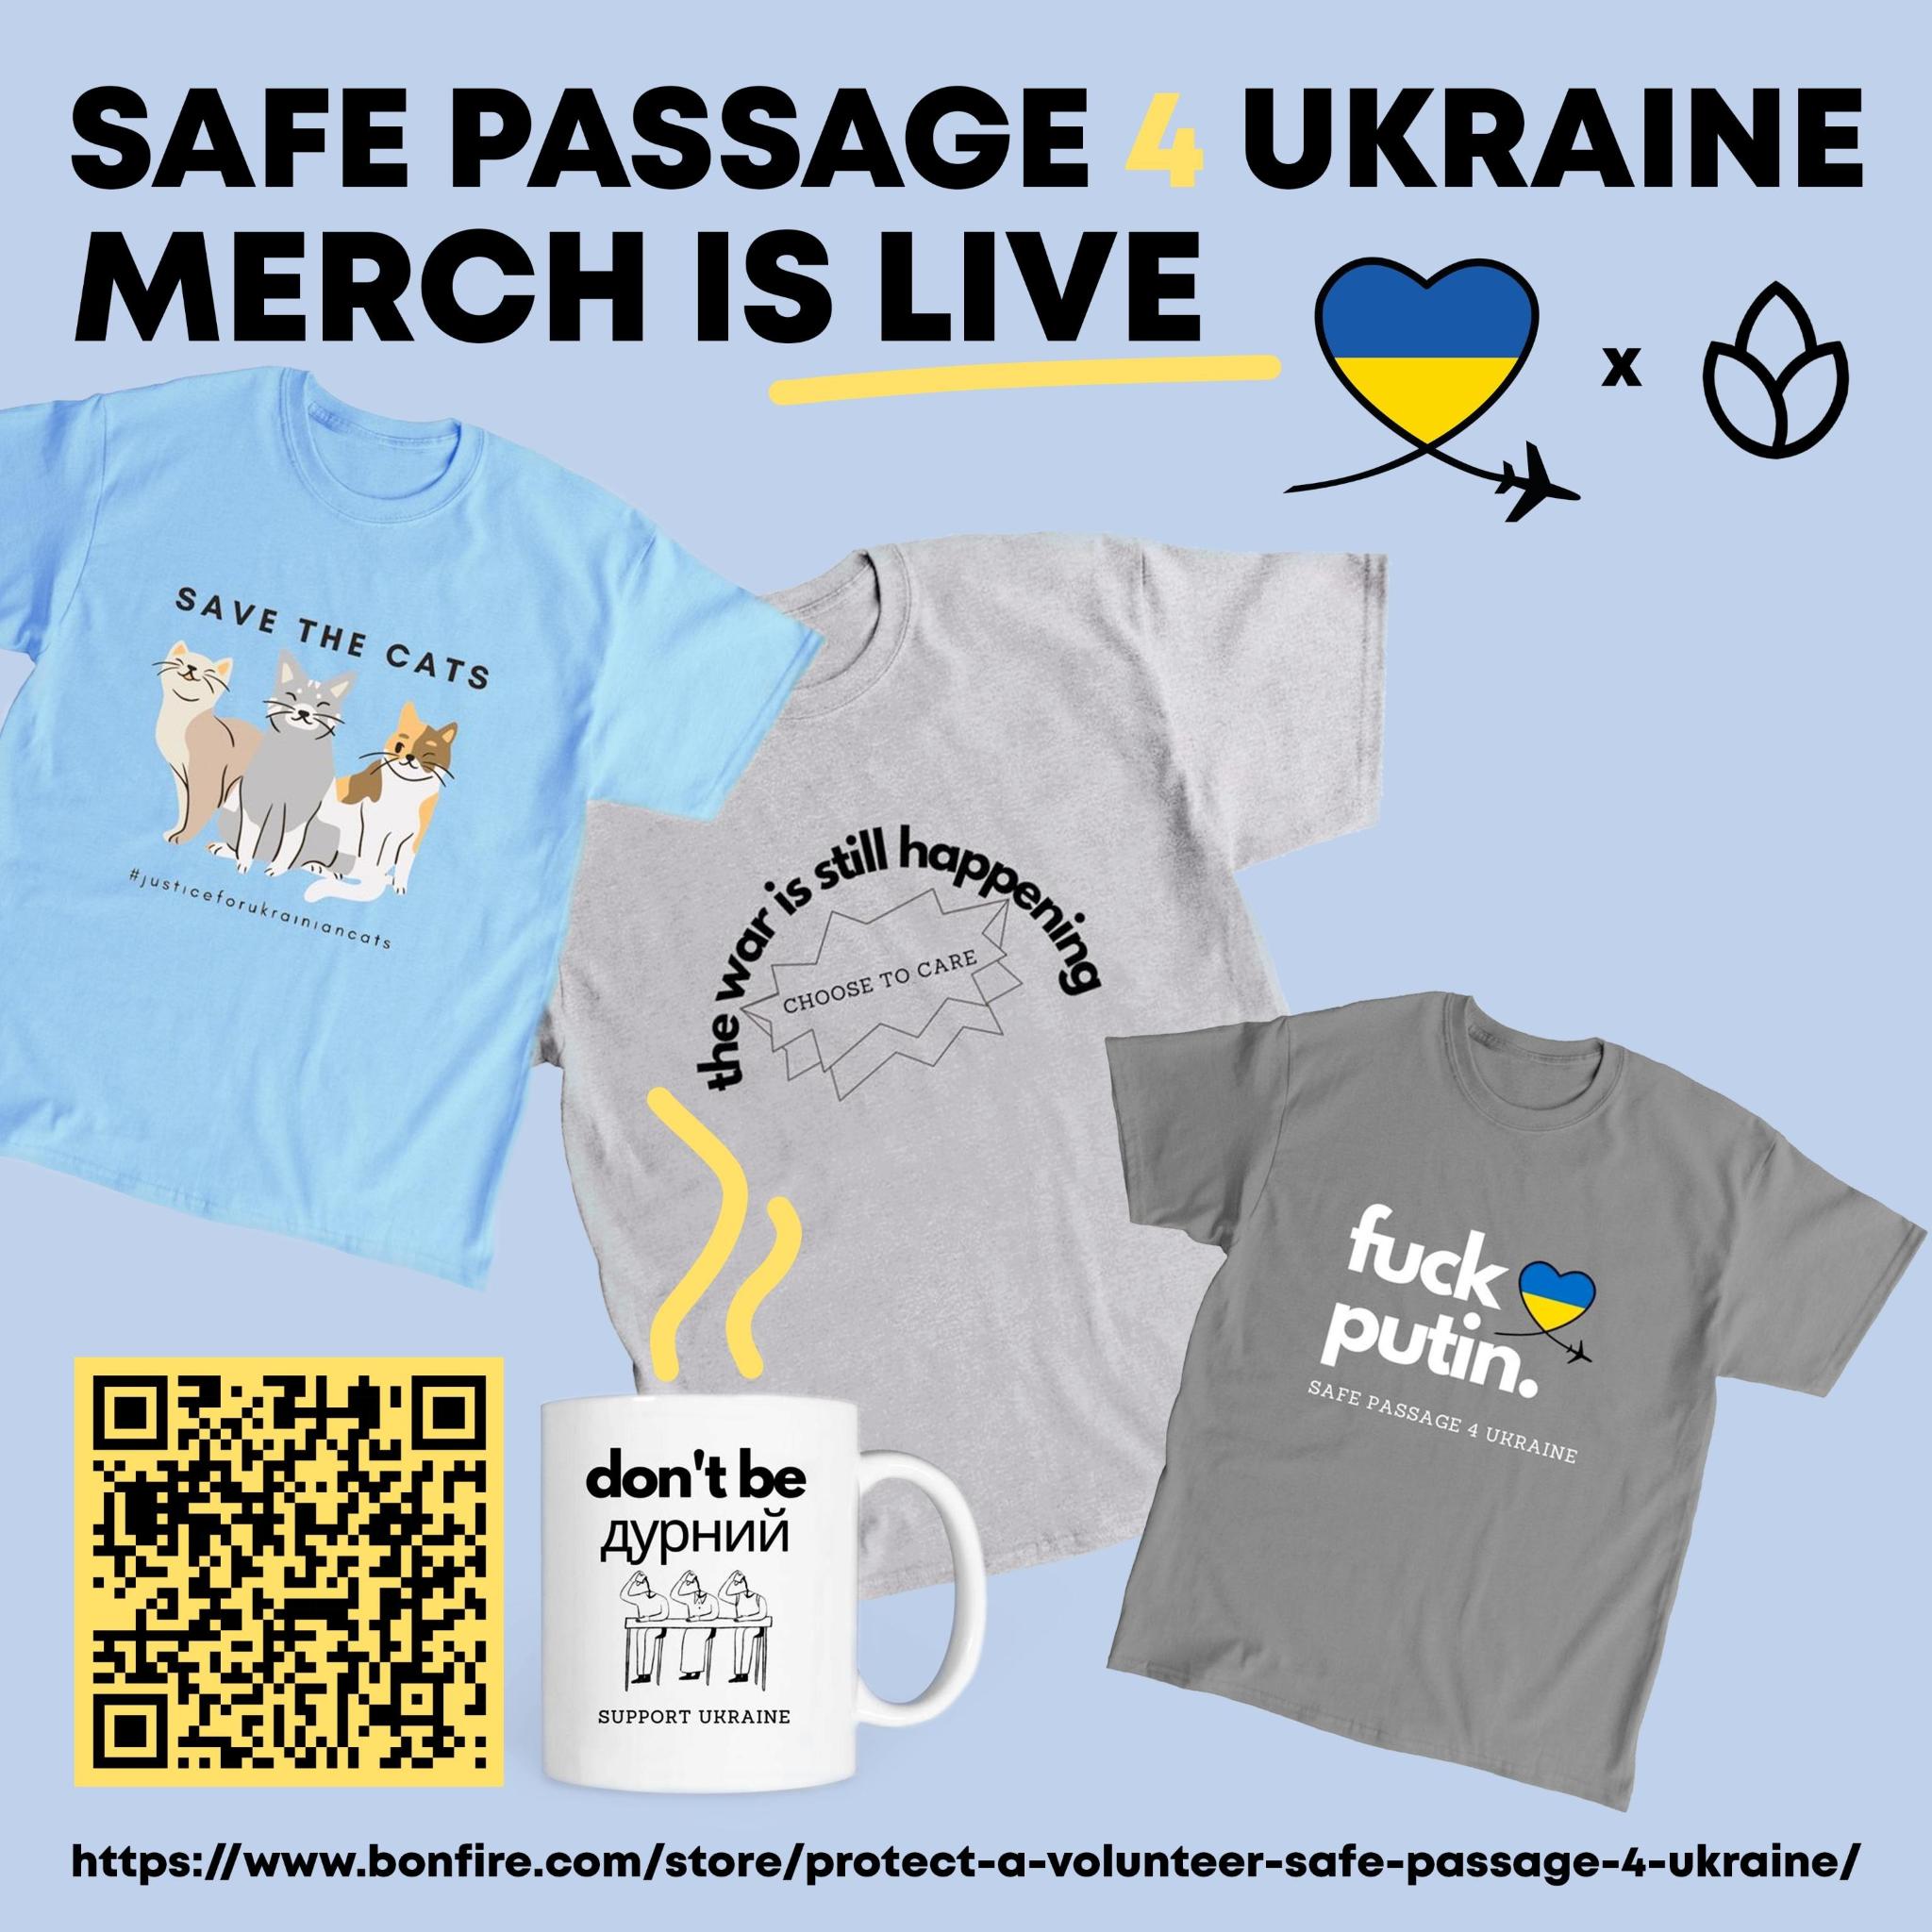 SAFE PASSAGE 4 UKRAINE
MERCH IS LIVE
x
SAVE THE CATS
#justiceforukrainiancats
the war is still happening
CHOOSE TO CARE
fuck
putin.
SAFE PASSAGE 4 UKRAINE
don't be
дурний
SUPPORT UKRAINE
https://www.bonfire.com/store/protect-a-volunteer-safe-passage-4-ukraine/